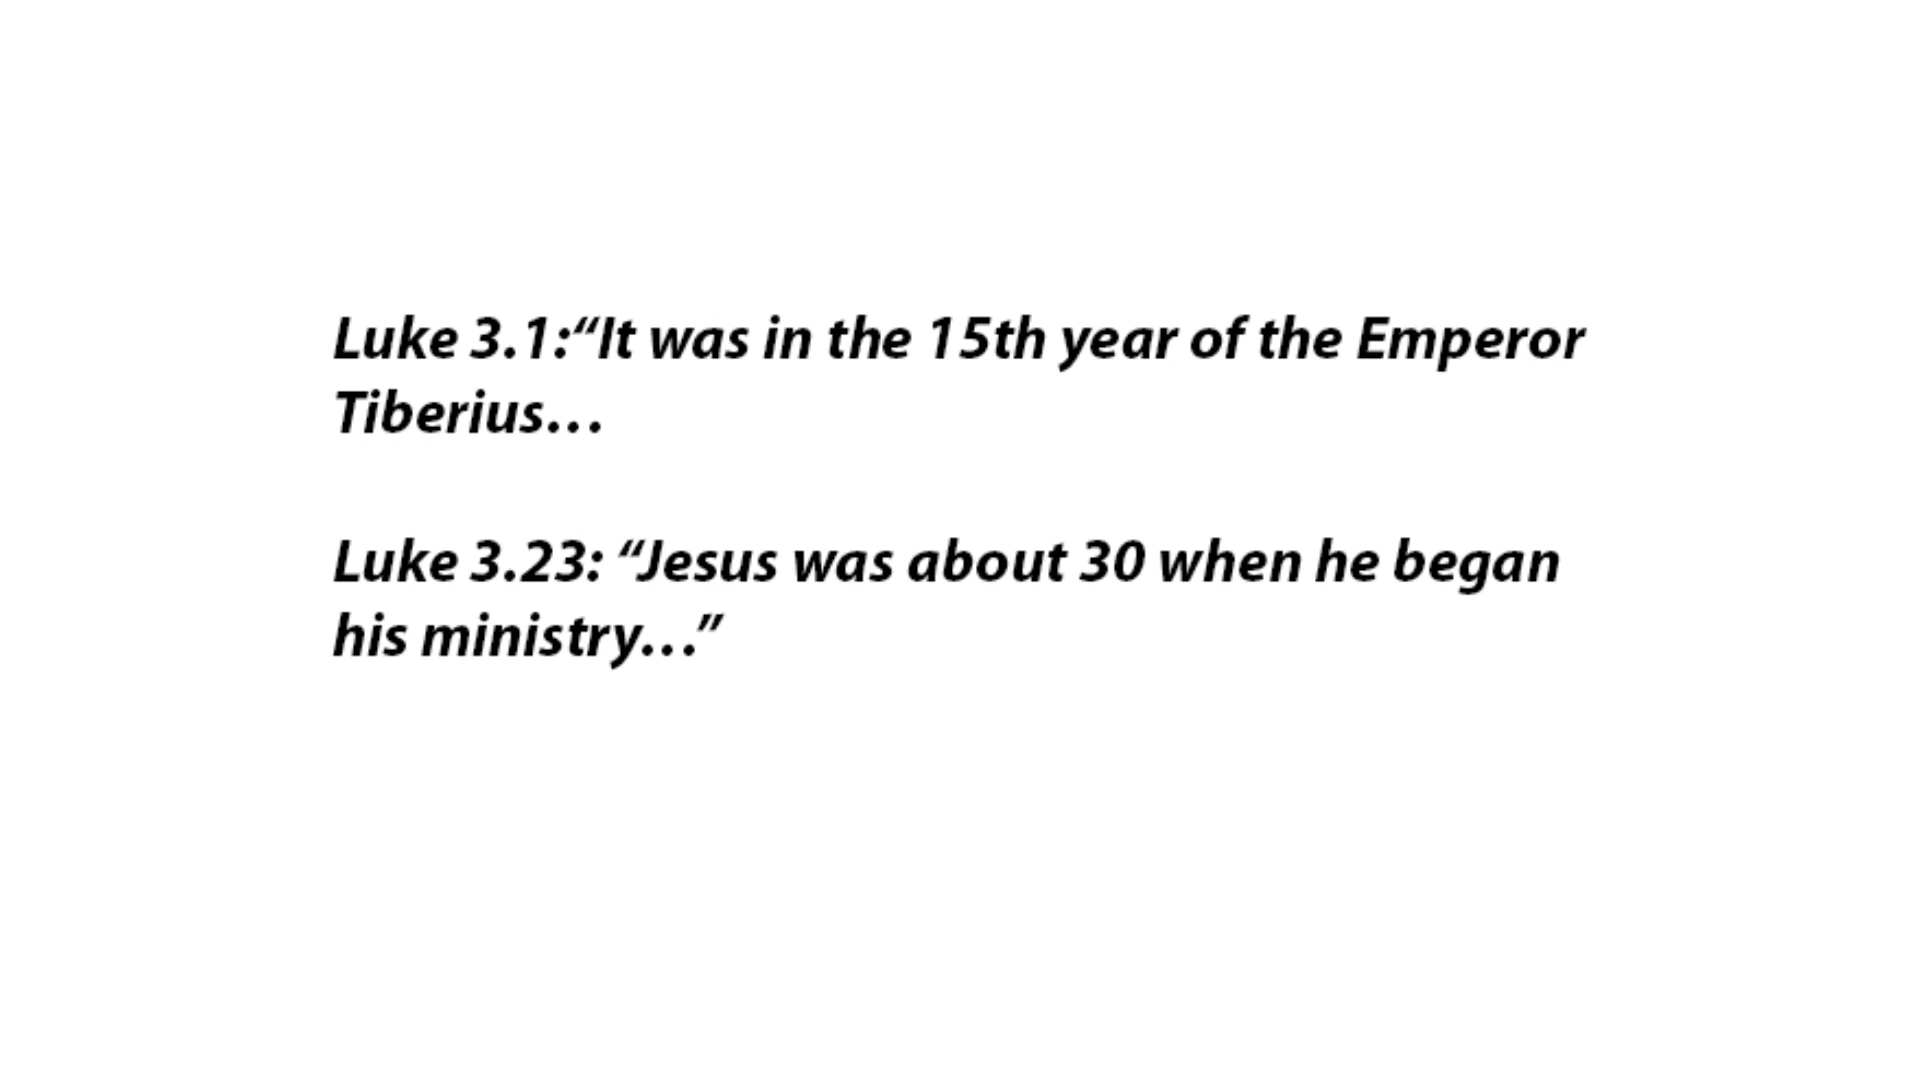 Luke 3.1:“It was in the 15th year of the Emperor
Tiberius…
Luke 3.23: “Jesus was about 30 when he began
his ministry…”